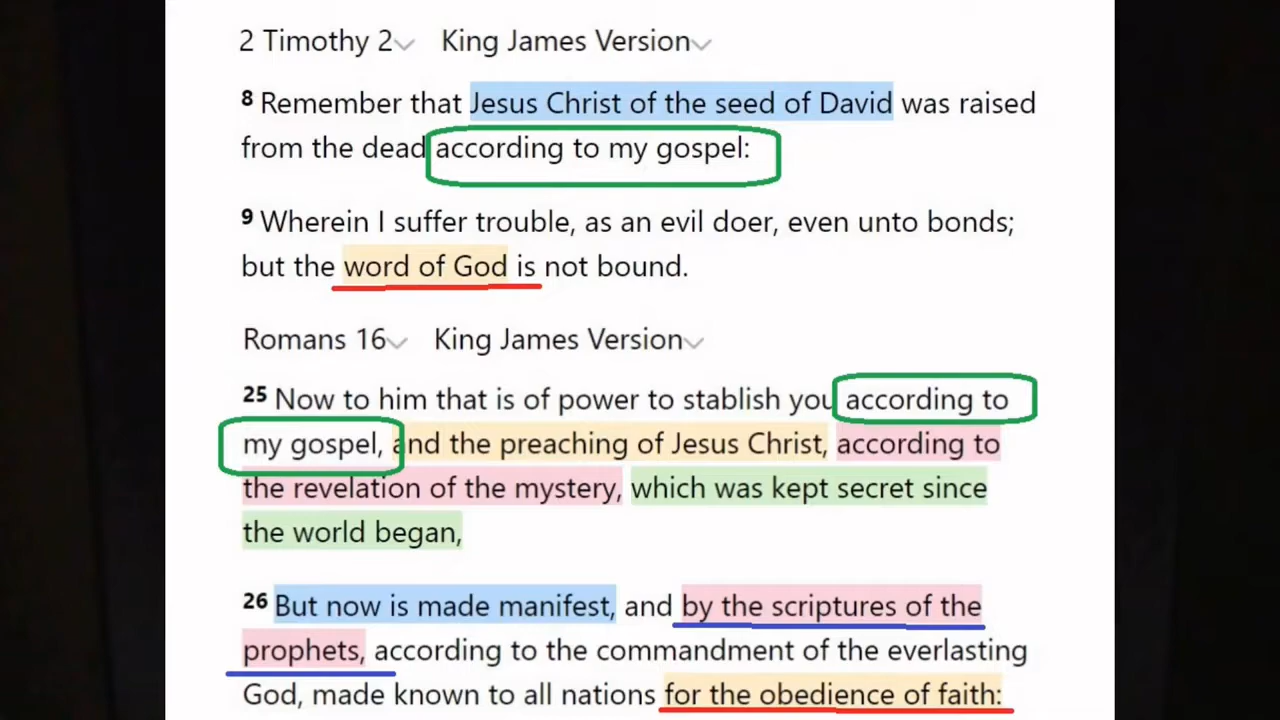 2 Timothy 2 King James Version
8 Remember that Jesus Christ of the seed of David was raised
from the dead according to my gospel:
9 Wherein I suffer trouble, as an evil doer, even unto bonds;
but the word of God is not bound.
Romans 16 King James Version
25 Now to him that is of power to stablish you according to
my gospel, and the preaching of Jesus Christ, according to
the revelation of the mystery, which was kept secret since
the world began,
26 But now is made manifest, and by the scriptures of the
prophets, according to the commandment of the everlasting
God, made known to all nations for the obedience of faith: